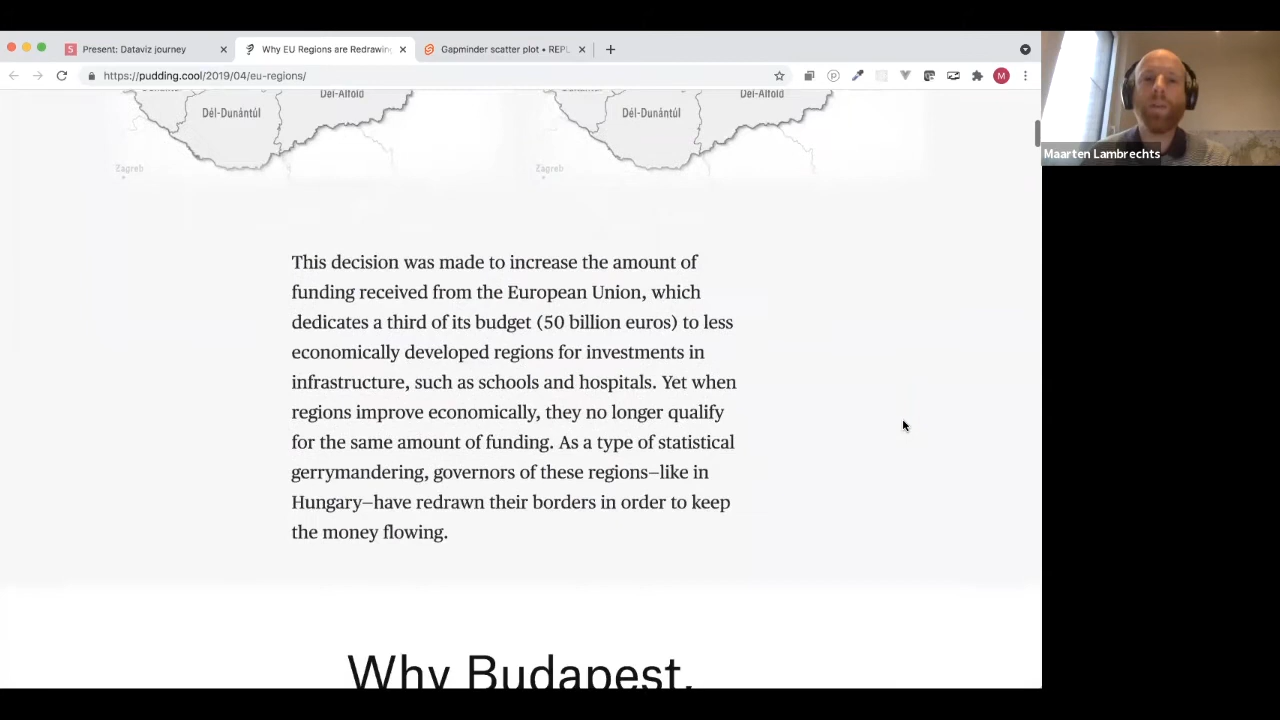 Present: Dataviz journey
Why EU Regions are Redrawin
Gapminder scatter plot • REPL
https://pudding.cool/2019/04/eu-regions/
M
Maarten Lambrechts
Del-Alfold
Del-Alfold
Dél-Dunántúl
Dél-Dunántúl
Zagreb
Zagreb
This decision was made to increase the amount of
funding received from the European Union, which
dedicates a third of its budget (50 billion euros) to less
economically developed regions for investments in
infrastructure, such as schools and hospitals. Yet when
regions improve economically, they no longer qualify
for the same amount of funding. As a type of statistical
gerrymandering, governors of these regions—like in
Hungary—have redrawn their borders in order to keep
the money flowing.
Why Budapest,